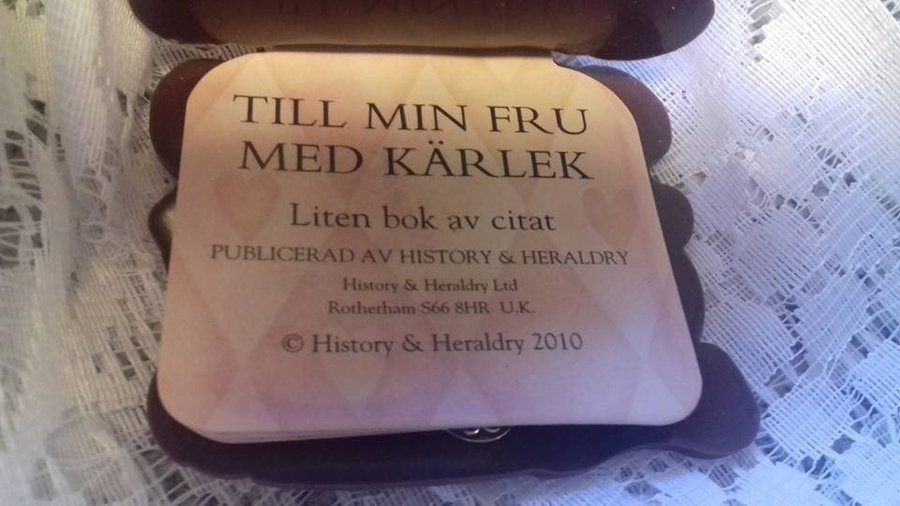 TILL MIN FRU
MED KÄRLEK
Liten bok av citat
PUBLICERAD AV HISTORY & HERALDRY
History & Heraldry Ltd
Rotherham S66 8HR U.K.
© History & Heraldry 2010